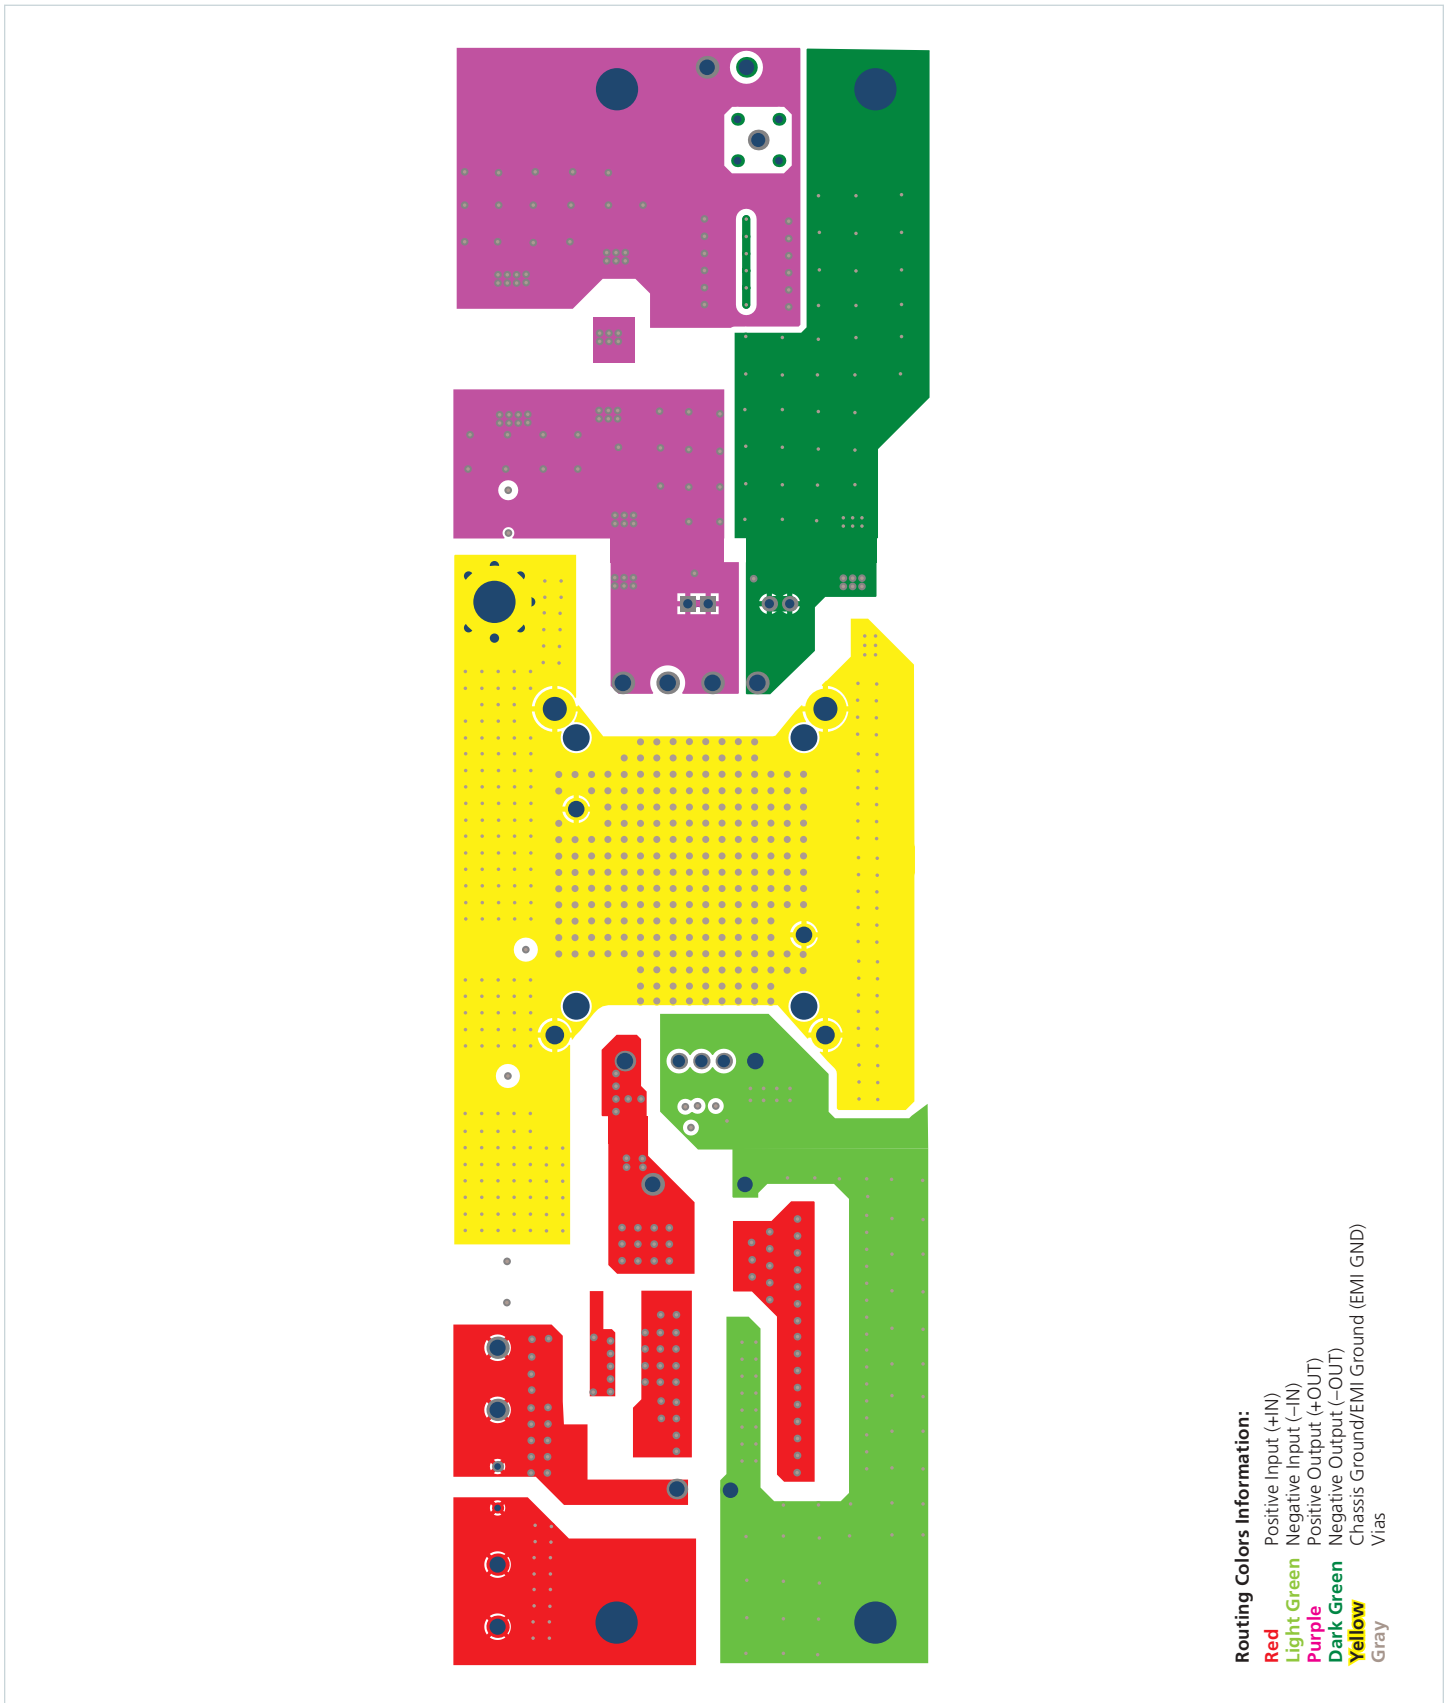 Routing Colors Information:
Red Positive Input (+IN)
Light Green Negative Input (–IN)
Purple Positive Output (+OUT)
Dark Green Negative Output (–OUT)
Yellow Chassis Ground/EMI Ground (EMI GND)
Gray Vias